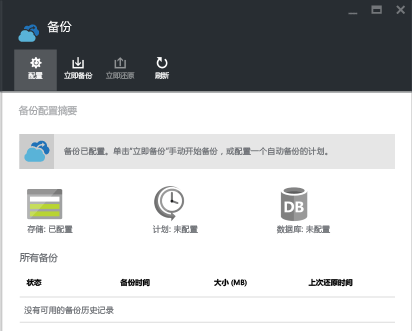 备份
配置 立即备份 立即还原 刷新
备份配置摘要
备份已配置。单击“立即备份”手动开始备份，或配置一个自动备份的计划。
DB
存储: 已配置 计划: 未配置 数据库: 未配置
所有备份
状态 备份时间 大小 (MB) 上次还原时间
没有可用的备份历史记录